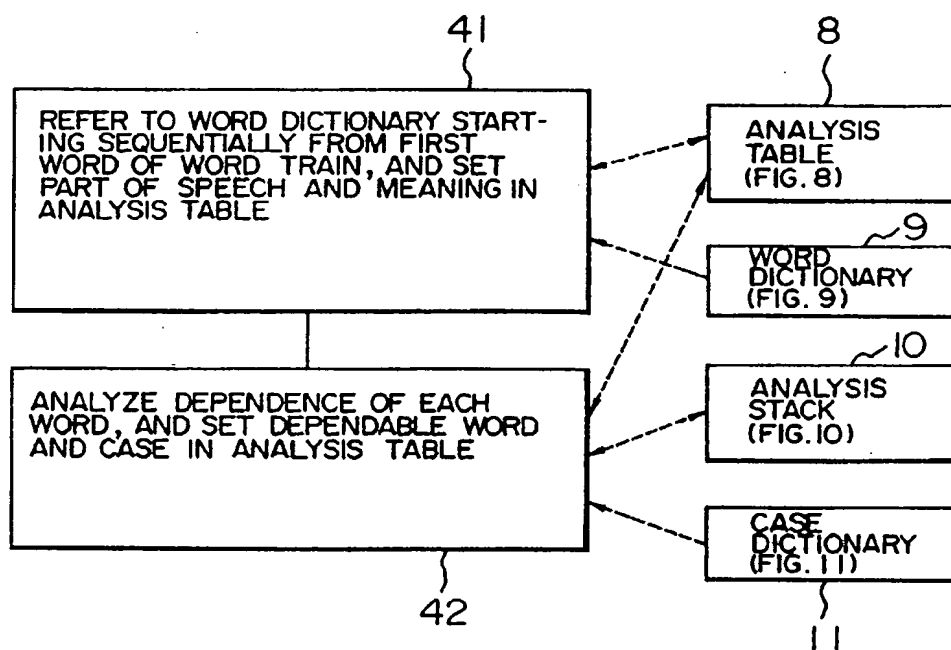 41
REFER TO WORD DICTIONARY START-
ING SEQUENTIALLY FROM FIRST
WORD OF WORD TRAIN, AND SET
PART OF SPEECH AND MEANING IN
ANALYSIS TABLE
8
ANALYSIS
TABLE
(FIG. 8)
9
WORD
DICTIONARY
(FIG. 9)
ANALYZE DEPENDENCE OF EACH
WORD, AND SET DEPENDABLE WORD
AND CASE IN ANALYSIS TABLE
42
10
ANALYSIS
STACK
(FIG. 10)
CASE
DICTIONARY
(FIG. 11)
11